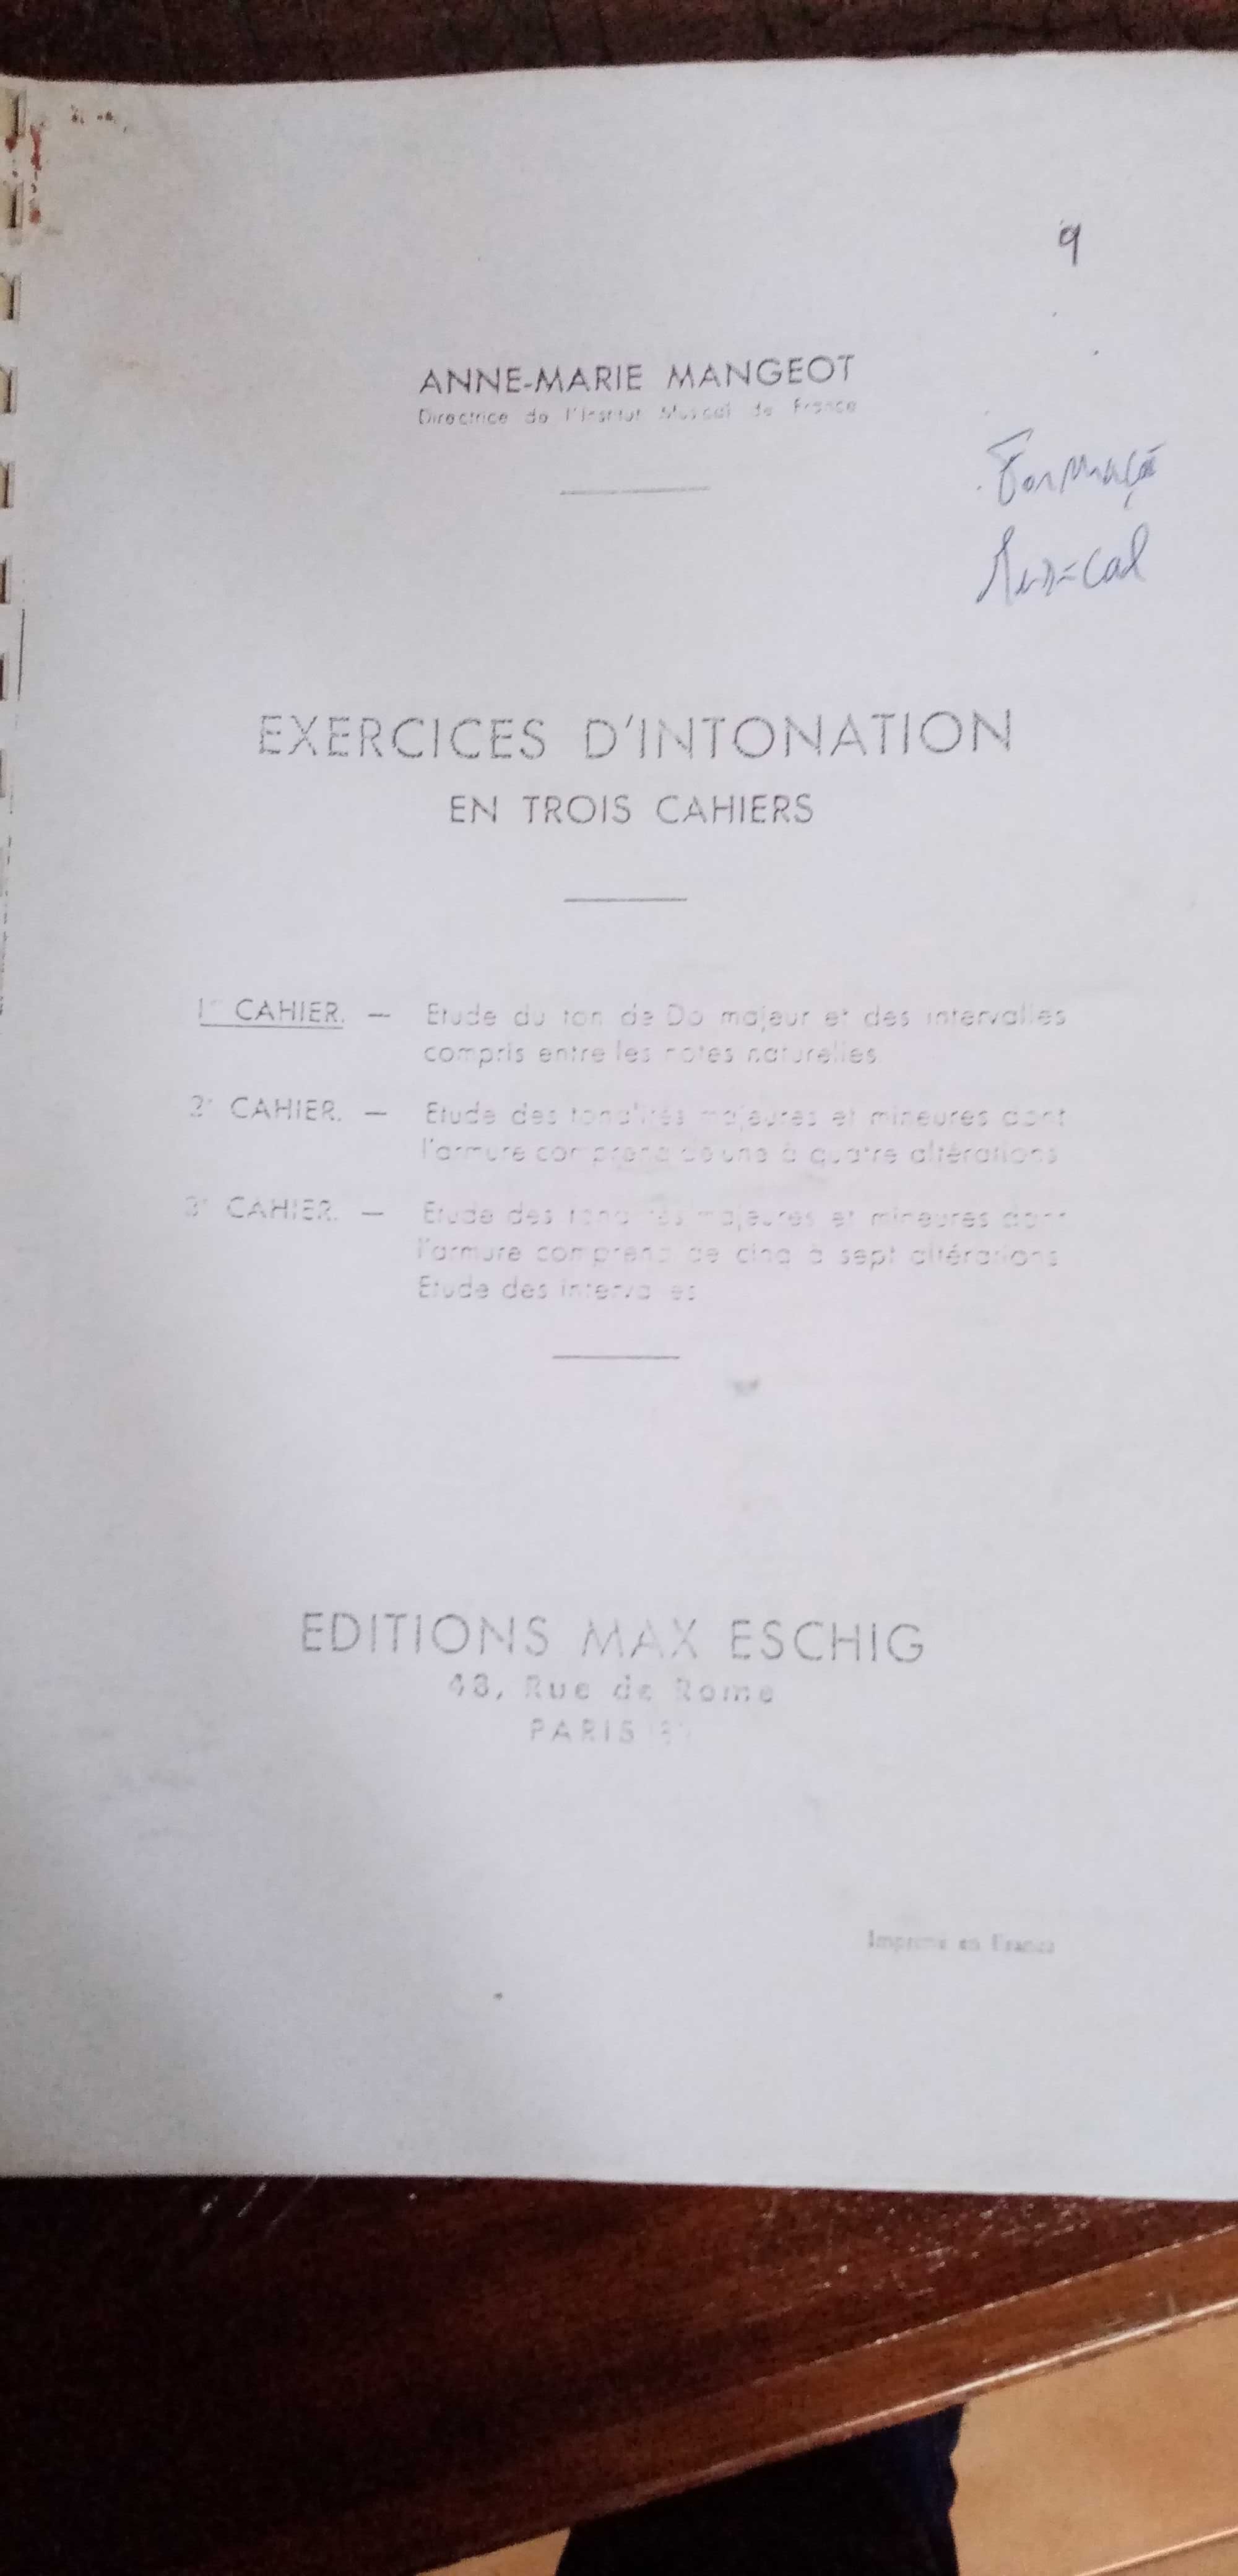 9
ANNE-MARIE MANGEOT
Directrice de l'Institut Musical de France
EXERCICES D'INTONATION
EN TROIS CAHIERS
1er CAHIER. — Etude du ton de Do majeur et des intervalles
compris entre les notes naturelles
2e CAHIER. — Etude des tonalités majeures et mineures dont
l'armure comprend de une à quatre altérations
3e CAHIER. — Etude des tonalités majeures et mineures dont
l'armure comprend de cinq à sept altérations
Etude des intervalles
EDITIONS MAX ESCHIG
48, Rue de Rome
PARIS
Imprimé en France